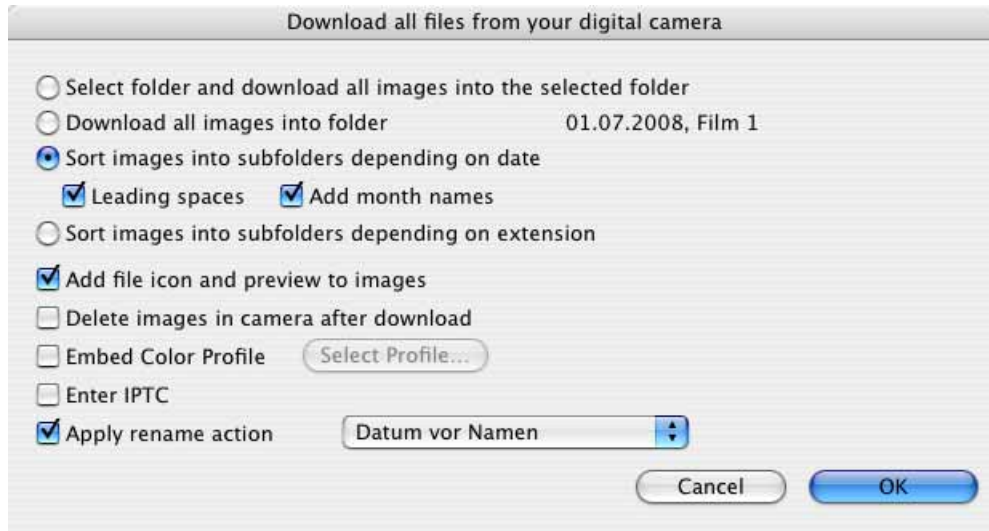 Download all files from your digital camera
Select folder and download all images into the selected folder
Download all images into folder 01.07.2008, Film 1
Sort images into subfolders depending on date
Leading spaces Add month names
Sort images into subfolders depending on extension
Add file icon and preview to images
Delete images in camera after download
Embed Color Profile Select Profile...
Enter IPTC
Apply rename action Datum vor Namen
Cancel OK